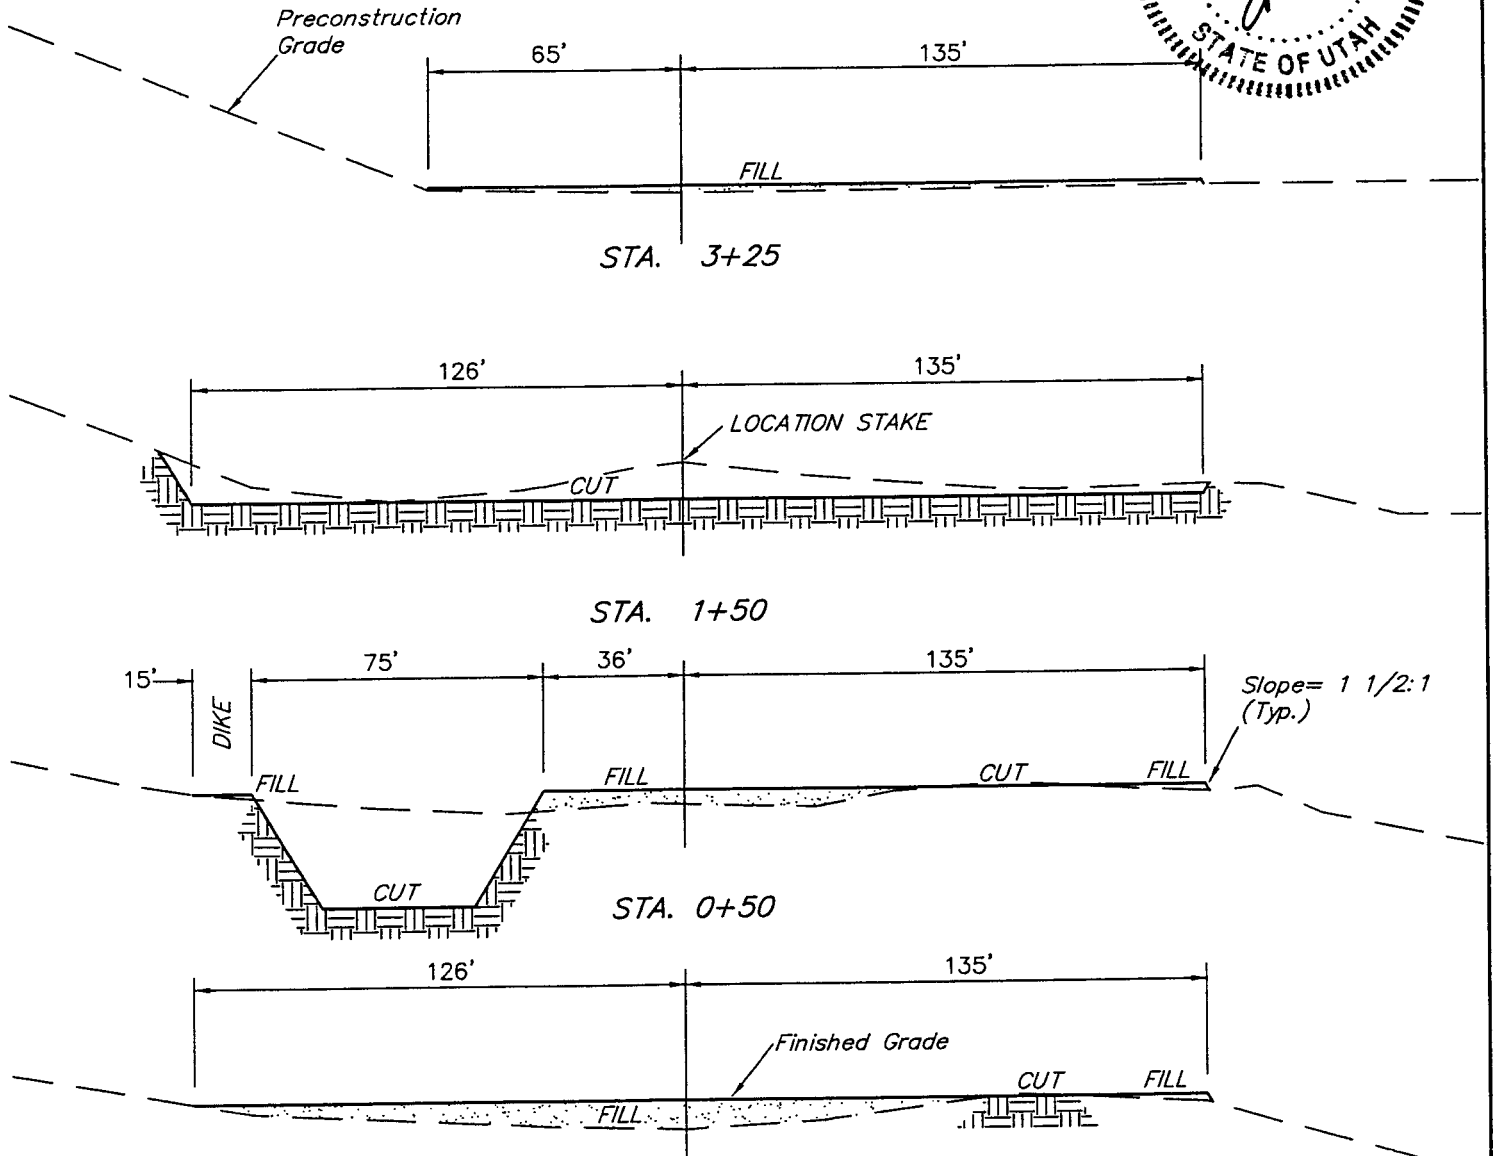 Preconstruction
Grade
STATE OF UTAH
65'
135'
FILL
STA. 3+25
126'
135'
LOCATION STAKE
CUT
STA. 1+50
15'
75'
36'
135'
DIKE
Slope= 1 1/2:1
(Typ.)
FILL
FILL
CUT
FILL
CUT
STA. 0+50
126'
135'
Finished Grade
CUT
FILL
FILL